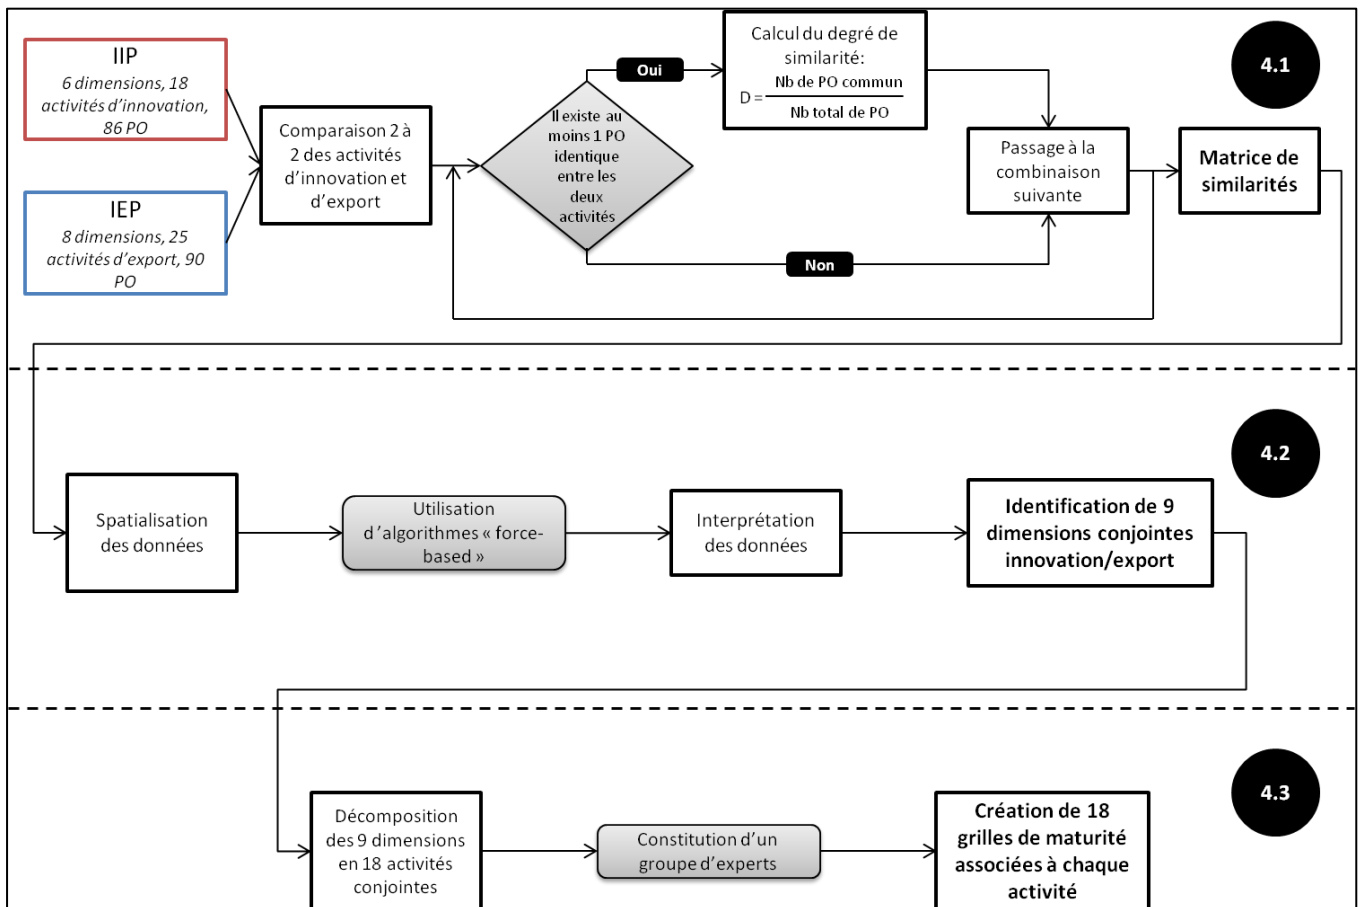 IIP
6 dimensions, 18
activités d’innovation,
86 PO
IEP
8 dimensions, 25
activités d’export, 90
PO
Comparaison 2 à
2 des activités
d’innovation et
d’export
Il existe au
moins 1 PO
identique
entre les
deux
activités
Oui
Non
Calcul du degré de
similarité:
D = Nb de PO commun
Nb total de PO
Passage à la
combinaison
suivante
Matrice de
similarités
4.1
4.2
Spatialisation
des données
Utilisation
d’algorithmes « force-
based »
Interprétation
des données
Identification de 9
dimensions conjointes
innovation/export
4.3
Décomposition
des 9 dimensions
en 18 activités
conjointes
Constitution d’un
groupe d’experts
Création de 18
grilles de maturité
associées à chaque
activité